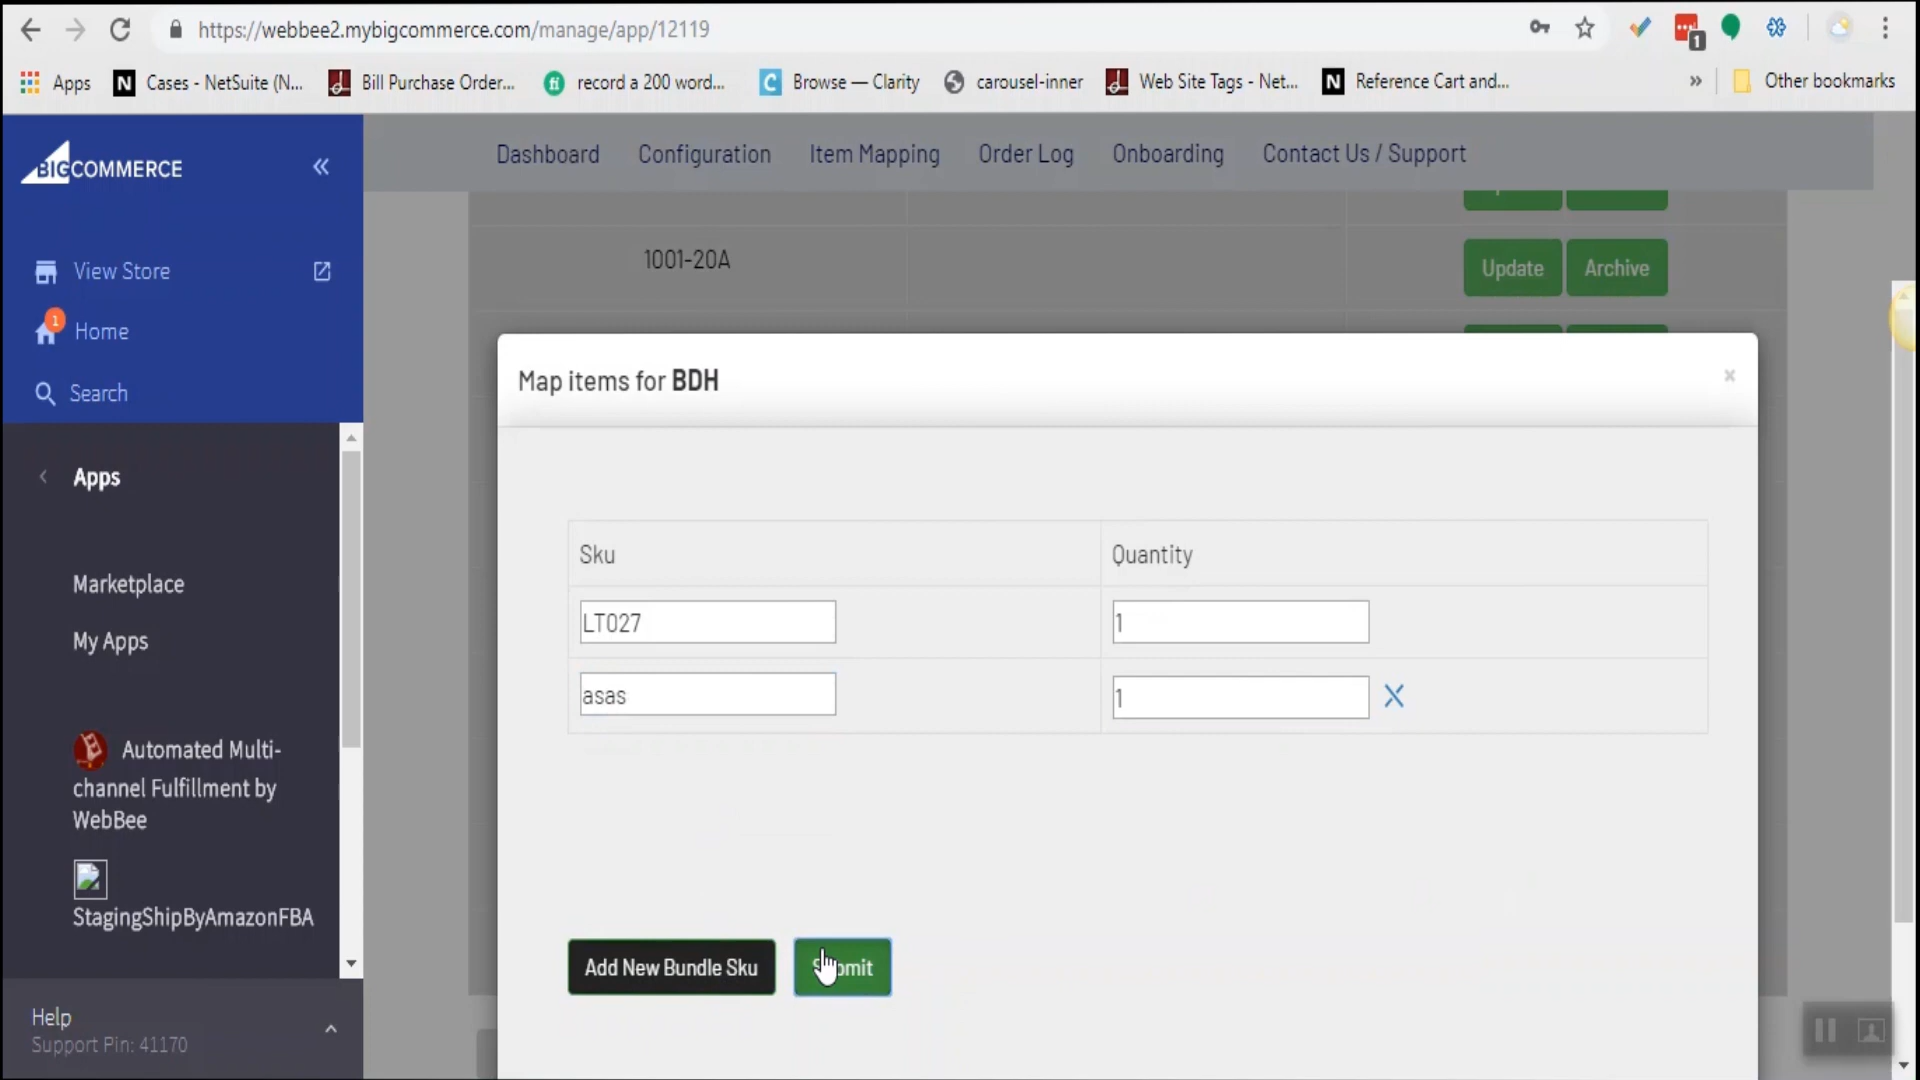 https://webbee2.mybigcommerce.com/manage/app/12119
1
Apps
Cases - NetSuite (N...
Bill Purchase Order...
record a 200 word...
Browse — Clarity
carousel-inner
Web Site Tags - Net...
Reference Cart and...
»
Other bookmarks
BIGCOMMERCE
Dashboard
Configuration
Item Mapping
Order Log
Onboarding
Contact Us / Support
View Store
1
Home
Search
Apps
Marketplace
My Apps
Automated Multi-
channel Fulfillment by
WebBee
StagingShipByAmazonFBA
Help
Support Pin: 41170
1001-20A
Update
Archive
Map items for BDH
×
Sku
Quantity
LT027
1
asas
1
X
Add New Bundle Sku